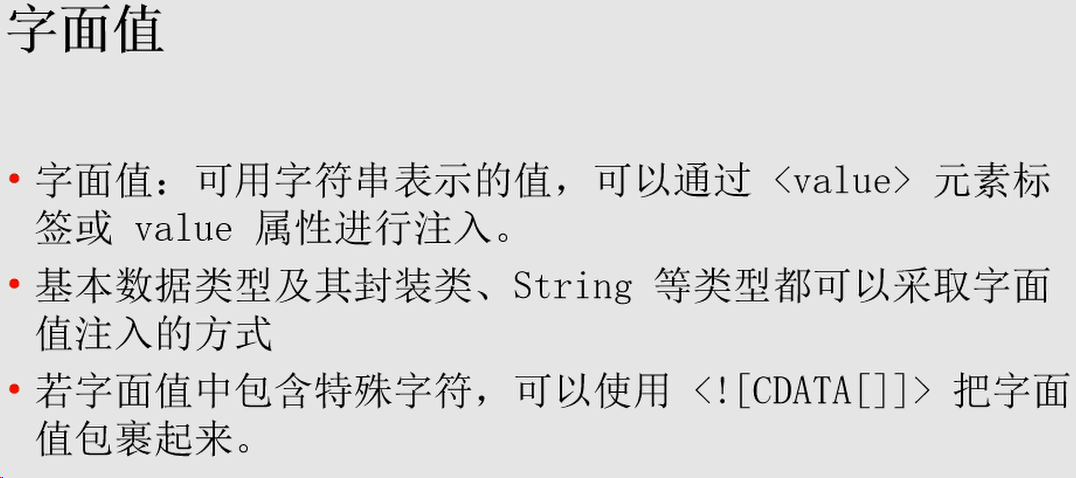 字面值
• 字面值：可用字符串表示的值，可以通过 <value> 元素标
签或 value 属性进行注入。
• 基本数据类型及其封装类、String 等类型都可以采取字面
值注入的方式
• 若字面值中包含特殊字符，可以使用 <![CDATA[]]> 把字面
值包裹起来。